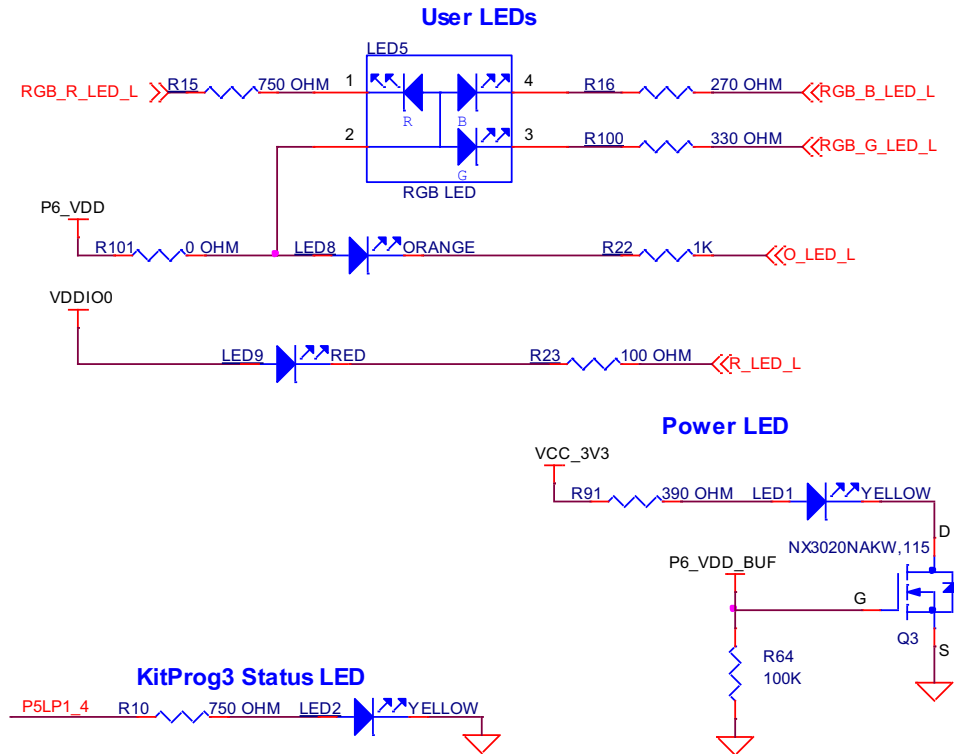 User LEDs
LED5
RGB_R_LED_L R15 750 OHM 1 4 R16 270 OHM RGB_B_LED_L
R B
2 3 R100 330 OHM RGB_G_LED_L
G
RGB LED
P6_VDD
R101 0 OHM LED8 ORANGE R22 1K O_LED_L
VDDIO0
LED9 RED R23 100 OHM R_LED_L
Power LED
VCC_3V3
R91 390 OHM LED1 YELLOW
D
NX3020NAKW,115
P6_VDD_BUF
G
Q3
S
R64
100K
KitProg3 Status LED
P5LP1_4 R10 750 OHM LED2 YELLOW